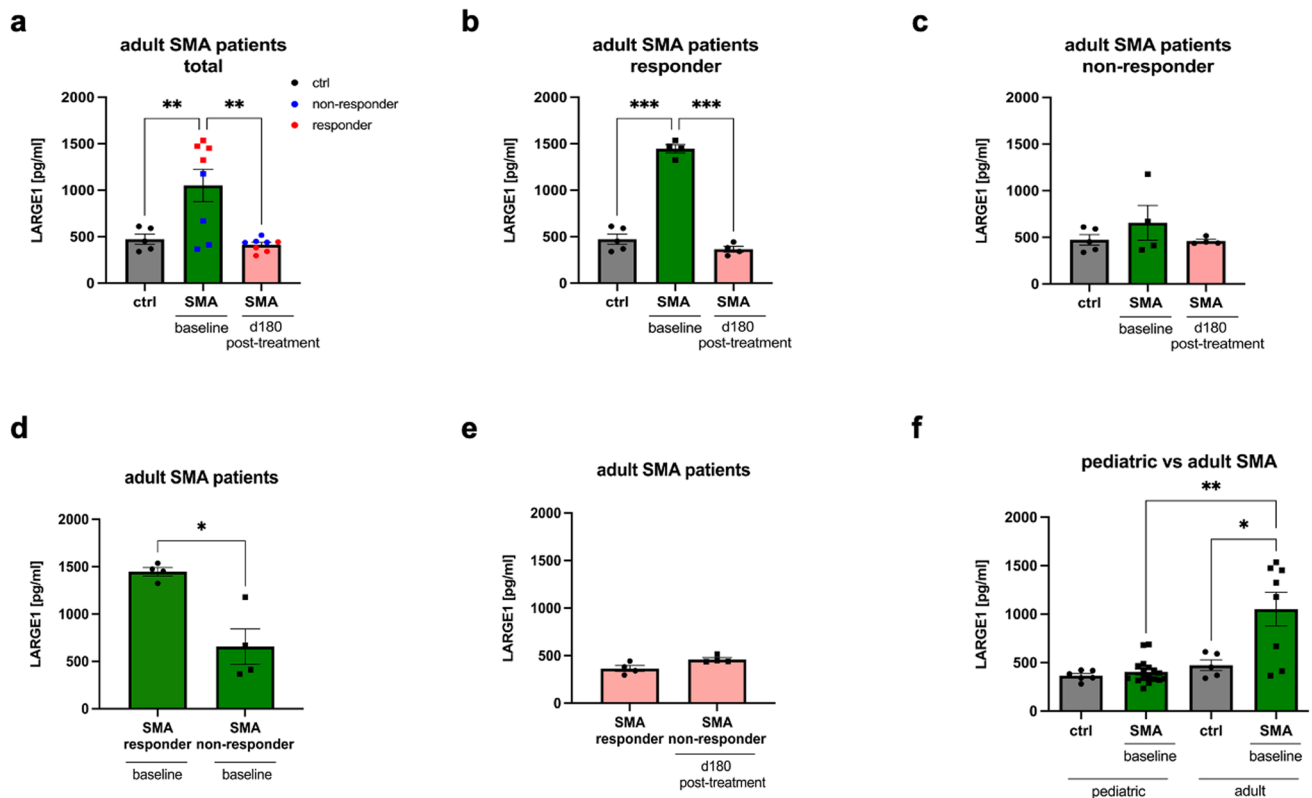 a
adult SMA patients
total
ctrl
non-responder
responder
** **
2000
1500
1000
500
0
LARGE1 [pg/ml]
ctrl SMA SMA
baseline d180
post-treatment
b
adult SMA patients
responder
*** ***
2000
1500
1000
500
0
LARGE1 [pg/ml]
ctrl SMA SMA
baseline d180
post-treatment
c
adult SMA patients
non-responder
2000
1500
1000
500
0
LARGE1 [pg/ml]
ctrl SMA SMA
baseline d180
post-treatment
d
adult SMA patients
*
2000
1500
1000
500
0
LARGE1 [pg/ml]
SMA SMA
responder non-responder
baseline baseline
e
adult SMA patients
2000
1500
1000
500
0
LARGE1 [pg/ml]
SMA SMA
responder non-responder
d180
post-treatment
f
pediatric vs adult SMA
**
*
2000
1500
1000
500
0
LARGE1 [pg/ml]
ctrl SMA ctrl SMA
baseline baseline
pediatric adult